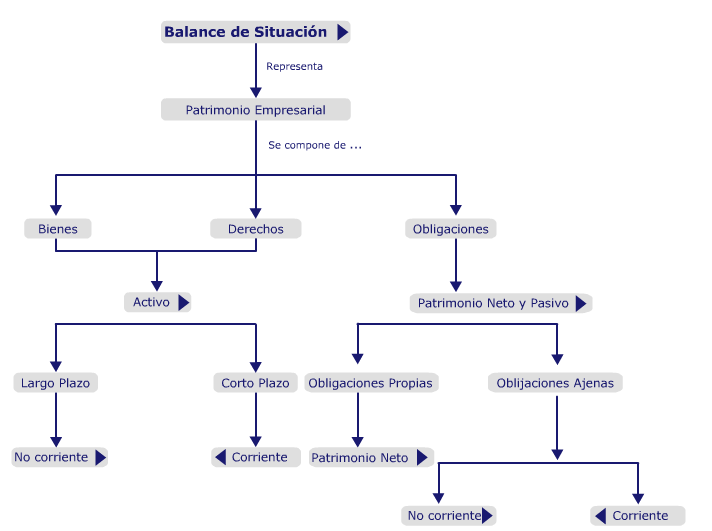 Balance de Situación
Representa
Patrimonio Empresarial
Se compone de ...
Bienes
Derechos
Obligaciones
Activo
Patrimonio Neto y Pasivo
Largo Plazo
Corto Plazo
Obligaciones Propias
Oblijaciones Ajenas
No corriente
Corriente
Patrimonio Neto
No corriente
Corriente